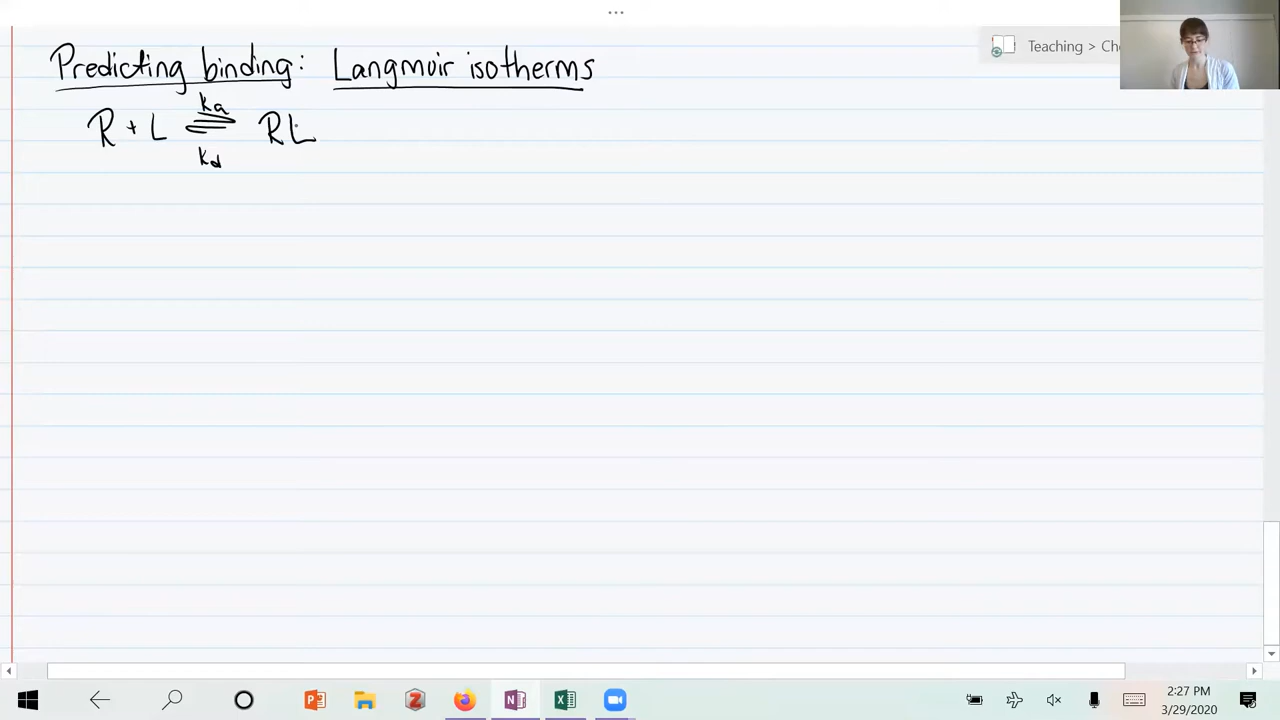 Teaching > Ch
Predicting binding: Langmuir isotherms
ka
R + L ⇌ RL
kd
2:27 PM
3/29/2020